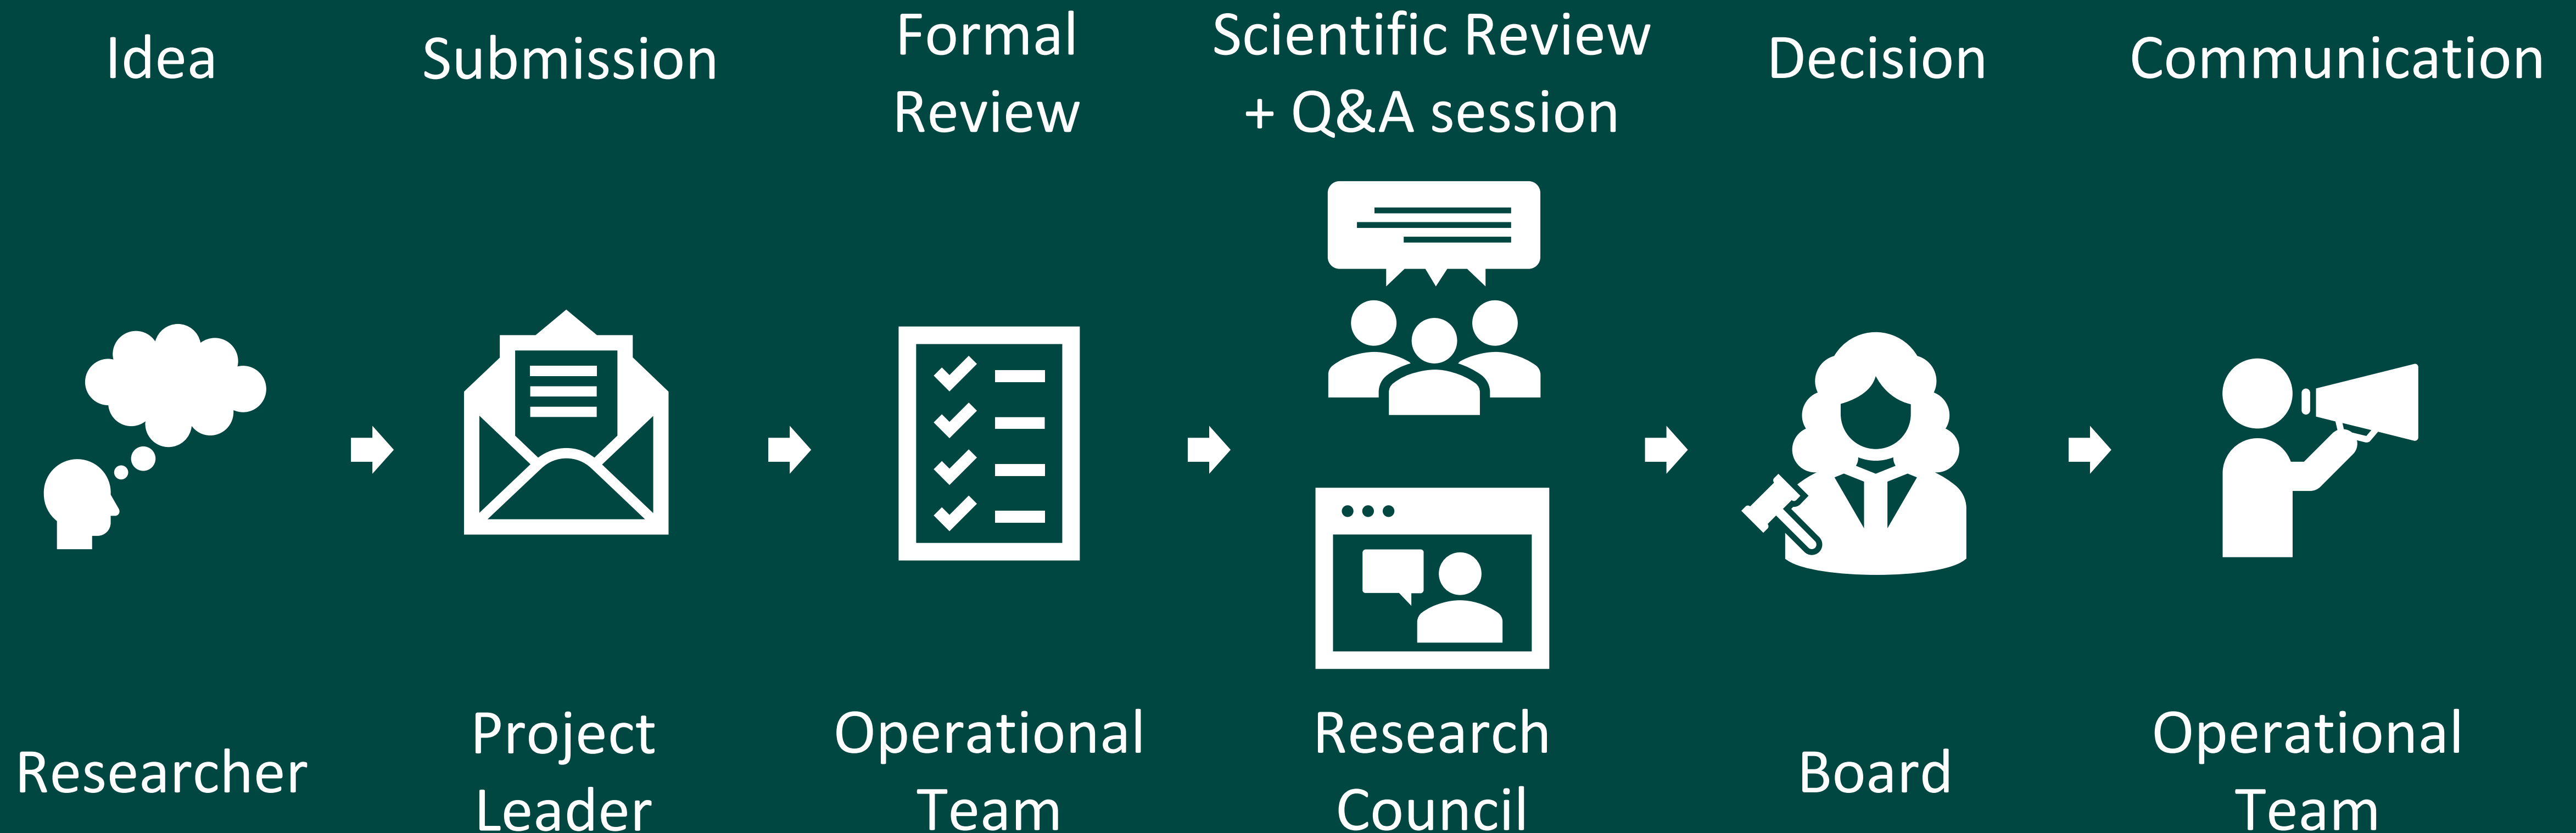 Idea
Submission
Formal
Review
Scientific Review
+ Q&A session
Decision
Communication
Researcher
Project
Leader
Operational
Team
Research
Council
Board
Operational
Team